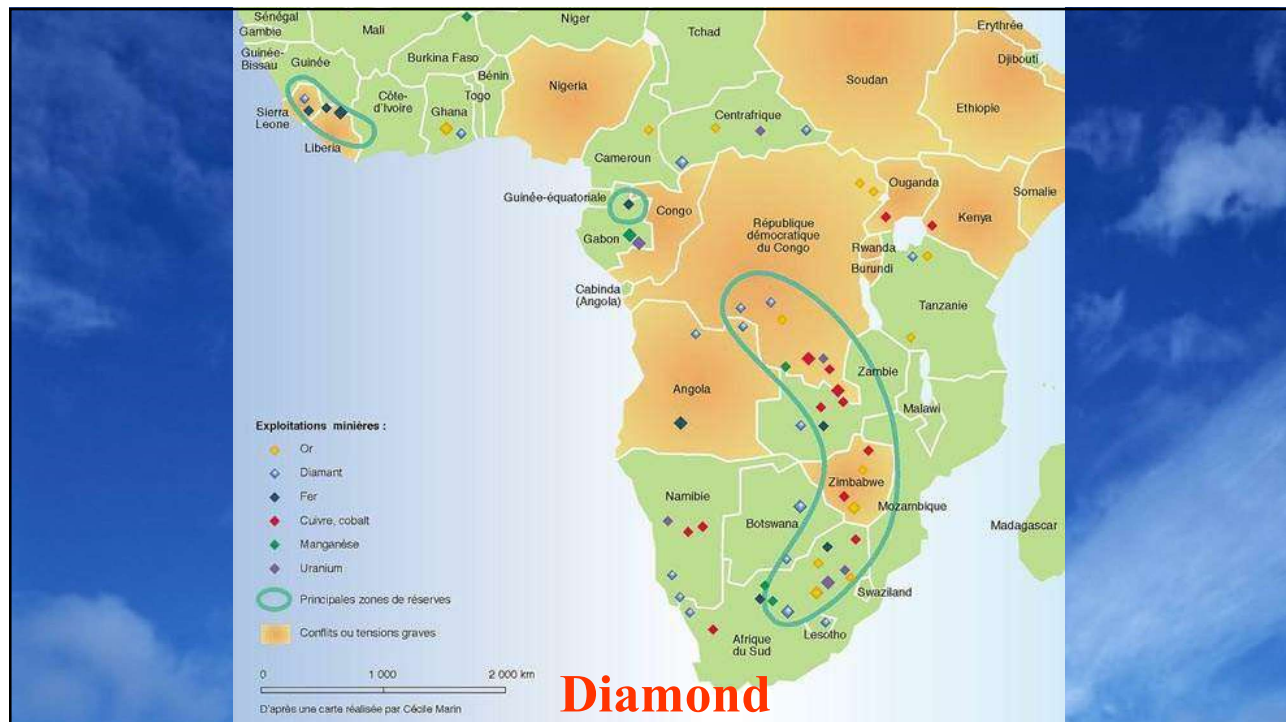 Sénégal
Gambie
Mali
Niger
Tchad
Erythrée
Djibouti
Guinée-
Bissau
Guinée
Burkina Faso
Bénin
Nigeria
Soudan
Côte-
d'Ivoire
Togo
Ghana
Ethiopie
Sierra
Leone
Centrafrique
Liberia
Cameroun
Ouganda
Somalie
Guinée-équatoriale
Congo
Kenya
République
démocratique
du Congo
Gabon
Rwanda
Burundi
Cabinda
(Angola)
Tanzanie
Zambie
Angola
Malawi
Exploitations minières :
Or
Diamant
Fer
Cuivre, cobalt
Manganèse
Uranium
Principales zones de réserves
Conflits ou tensions graves
Zimbabwe
Namibie
Mozambique
Botswana
Madagascar
Swaziland
Lesotho
Afrique
du Sud
0 1 000 2 000 km
D'après une carte réalisée par Cécile Marin
Diamond